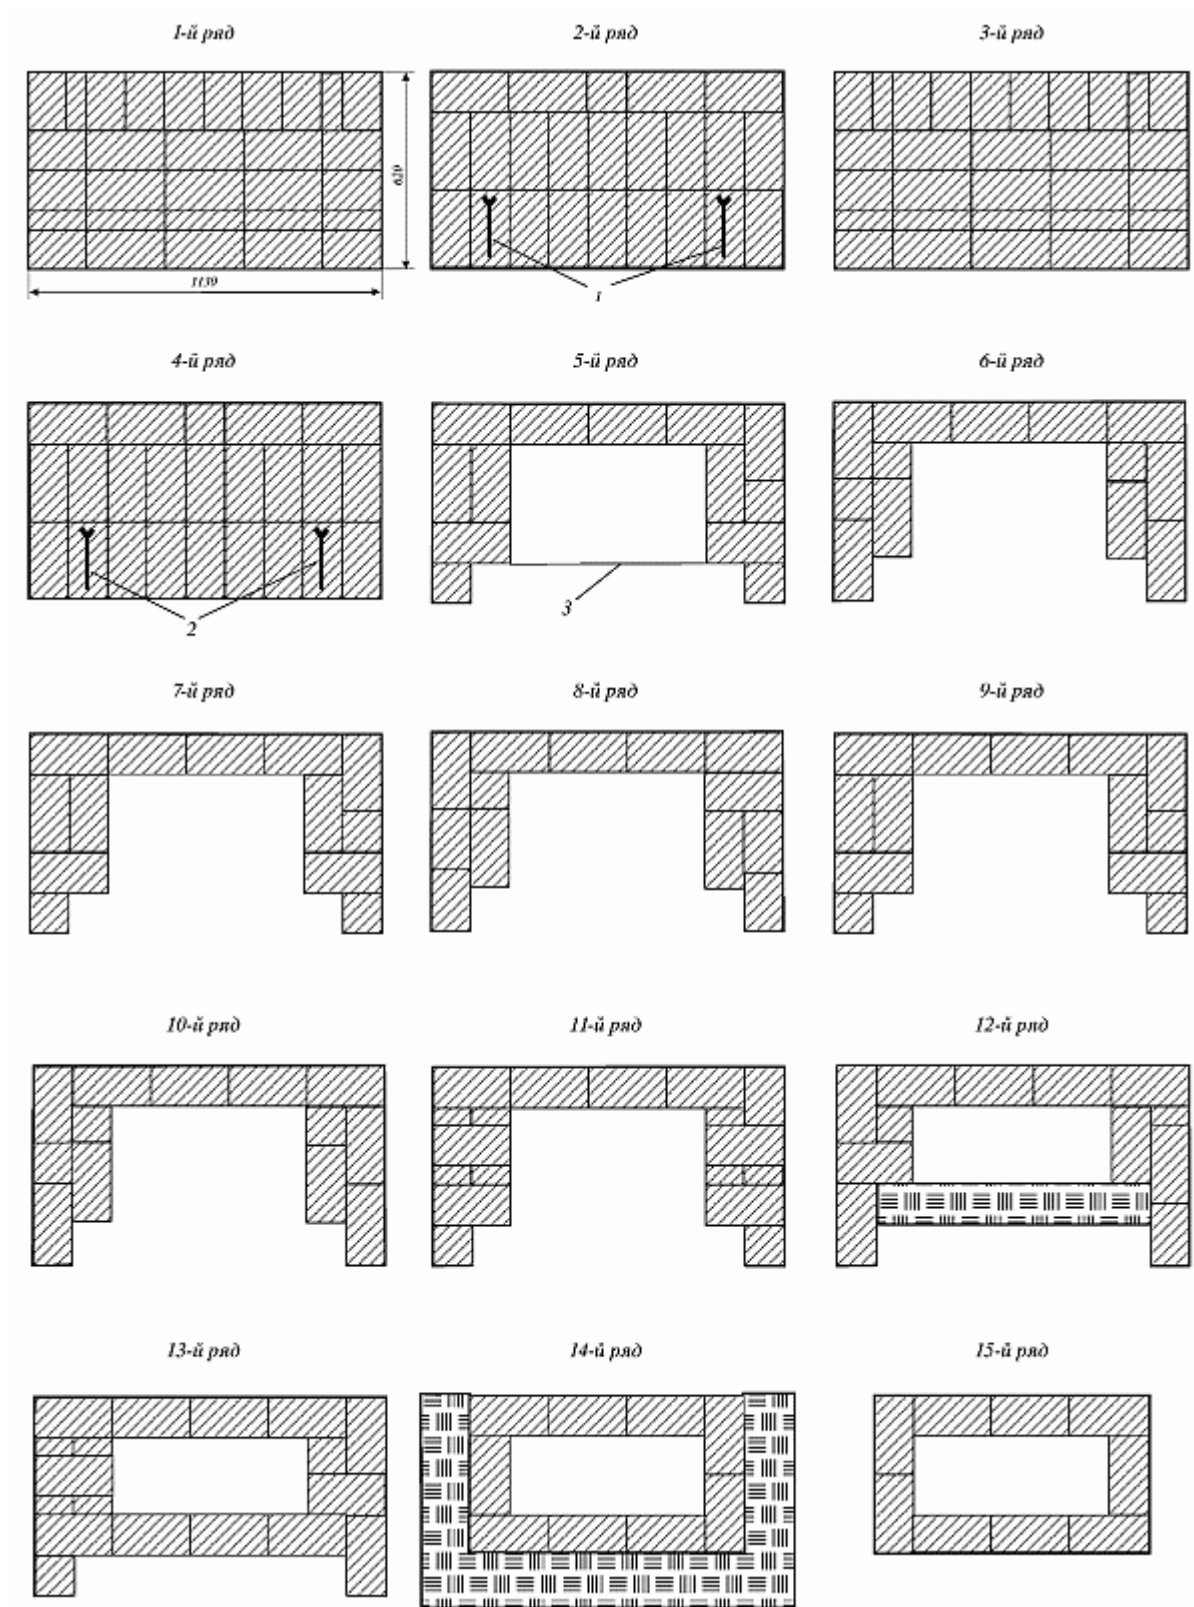 1-й ряд
2-й ряд
3-й ряд
620
1130
1
4-й ряд
5-й ряд
6-й ряд
3
2
7-й ряд
8-й ряд
9-й ряд
10-й ряд
11-й ряд
12-й ряд
13-й ряд
14-й ряд
15-й ряд